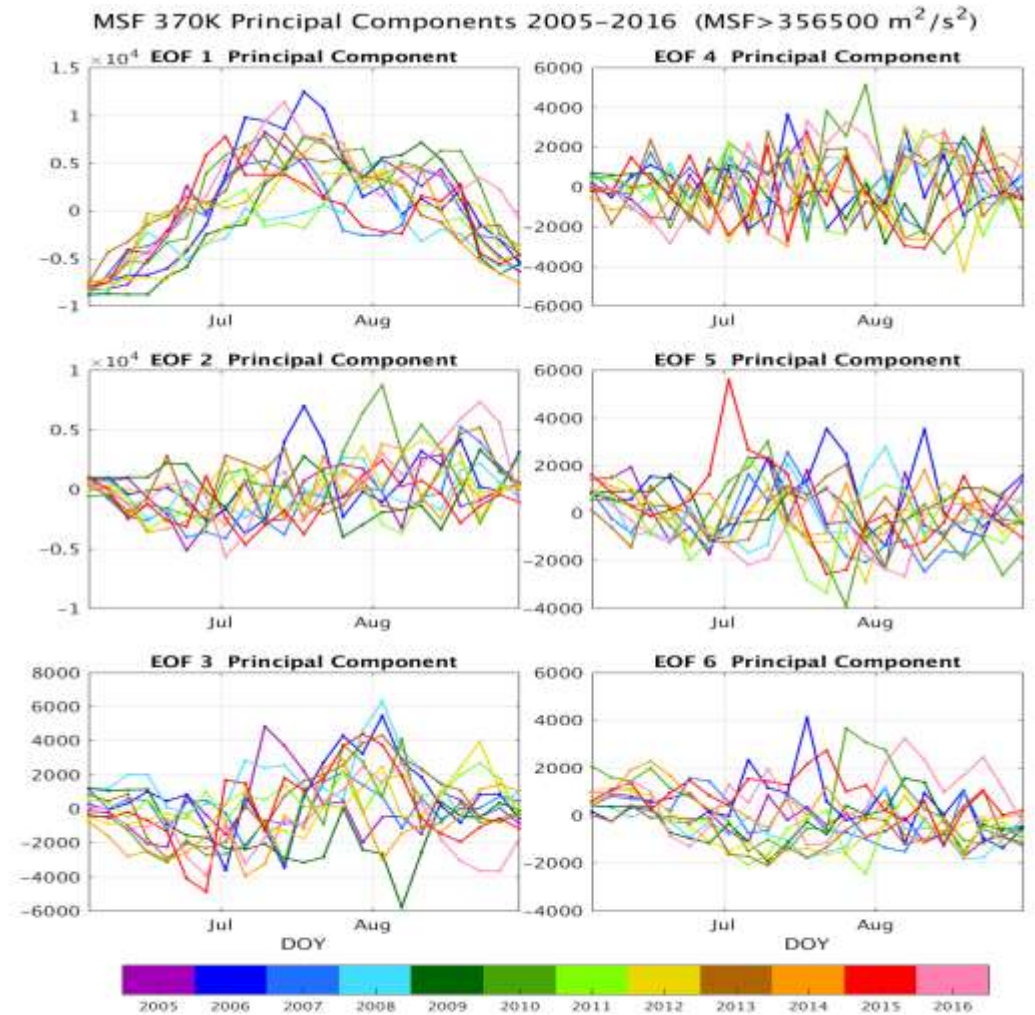 MSF 370K Principal Components 2005–2016 (MSF>356500 m²/s²)
×10⁴ EOF 1 Principal Component
1.5
1
0.5
0
−0.5
−1
Jul Aug
EOF 4 Principal Component
6000
4000
2000
0
−2000
−4000
−6000
Jul Aug
×10⁴ EOF 2 Principal Component
1
0.5
0
−0.5
−1
Jul Aug
EOF 5 Principal Component
6000
4000
2000
0
−2000
−4000
Jul Aug
EOF 3 Principal Component
8000
6000
4000
2000
0
−2000
−4000
−6000
Jul Aug
DOY
EOF 6 Principal Component
6000
4000
2000
0
−2000
−4000
Jul Aug
DOY
2005 2006 2007 2008 2009 2010 2011 2012 2013 2014 2015 2016